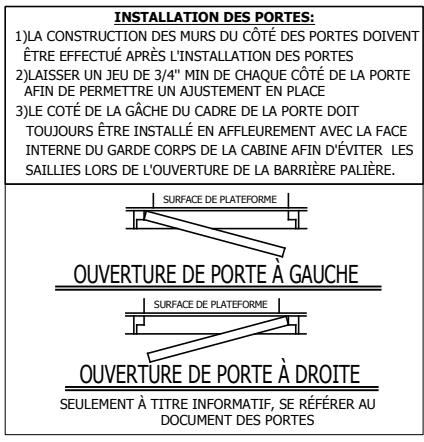 INSTALLATION DES PORTES:
1)LA CONSTRUCTION DES MURS DU CÔTÉ DES PORTES DOIVENT
ÊTRE EFFECTUÉ APRÈS L'INSTALLATION DES PORTES
2)LAISSER UN JEU DE 3/4" MIN DE CHAQUE CÔTÉ DE LA PORTE
AFIN DE PERMETTRE UN AJUSTEMENT EN PLACE
3)LE COTÉ DE LA GÂCHE DU CADRE DE LA PORTE DOIT
TOUJOURS ÊTRE INSTALLÉ EN AFFLEUREMENT AVEC LA FACE
INTERNE DU GARDE CORPS DE LA CABINE AFIN D'ÉVITER LES
SAILLIES LORS DE L'OUVERTURE DE LA BARRIÈRE PALIÈRE.
SURFACE DE PLATEFORME
OUVERTURE DE PORTE À GAUCHE
SURFACE DE PLATEFORME
OUVERTURE DE PORTE À DROITE
SEULEMENT À TITRE INFORMATIF, SE RÉFÉRER AU
DOCUMENT DES PORTES